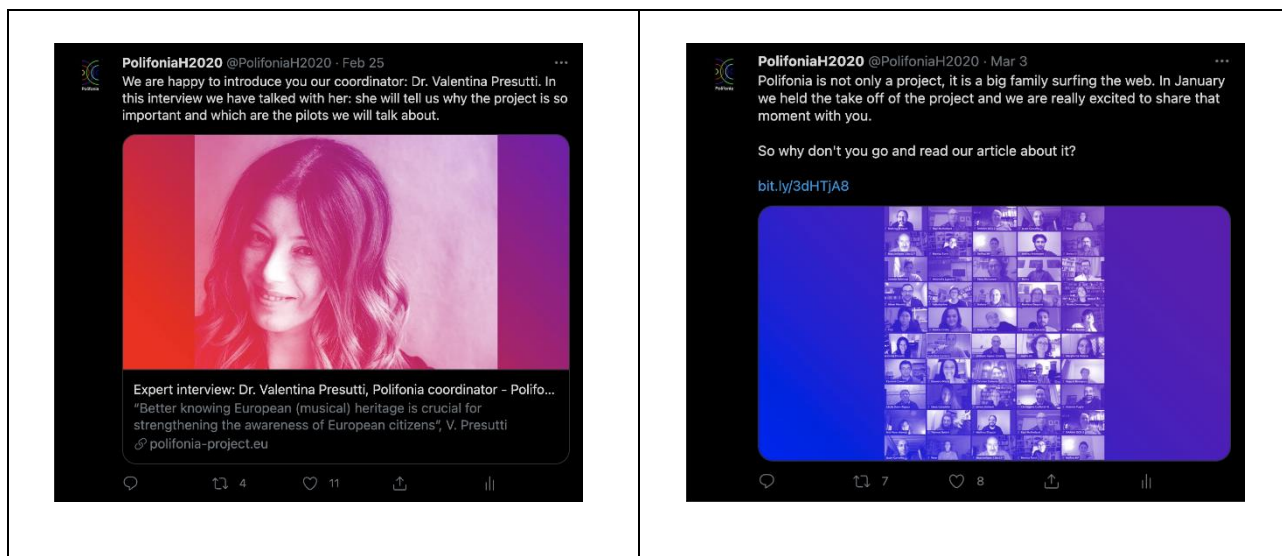 PolifoniaH2020 @PolifoniaH2020 · Feb 25
We are happy to introduce you our coordinator: Dr. Valentina Presutti. In
this interview we have talked with her: she will tell us why the project is so
important and which are the pilots we will talk about.
Expert interview: Dr. Valentina Presutti, Polifonia coordinator - Polifo...
"Better knowing European (musical) heritage is crucial for
strengthening the awareness of European citizens", V. Presutti
polifonia-project.eu
4
11
PolifoniaH2020 @PolifoniaH2020 · Mar 3
Polifonia is not only a project, it is a big family surfing the web. In January
we held the take off of the project and we are really excited to share that
moment with you.
So why don't you go and read our article about it?
bit.ly/3dHTjA8
7
8